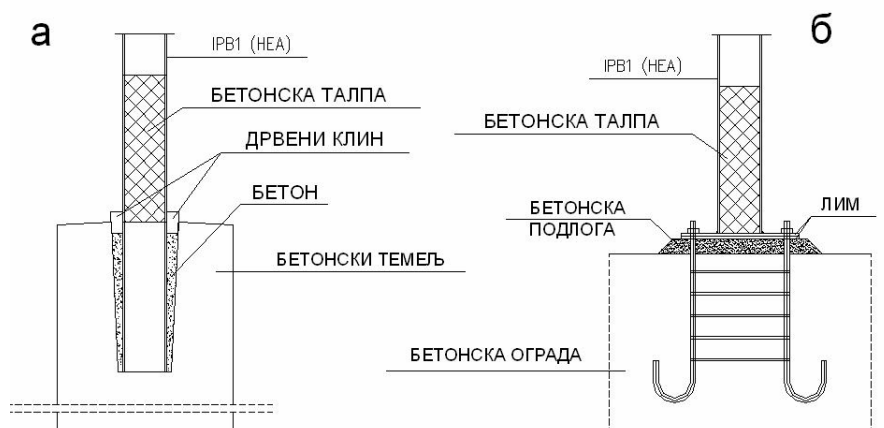 а
IPB1 (HEA)
БЕТОНСКА ТАЛПА
ДРВЕНИ КЛИН
БЕТОН
БЕТОНСКИ ТЕМЕЉ
б
IPB1 (HEA)
БЕТОНСКА ТАЛПА
БЕТОНСКА
ПОДЛОГА
ЛИМ
БЕТОНСКА ОГРАДА